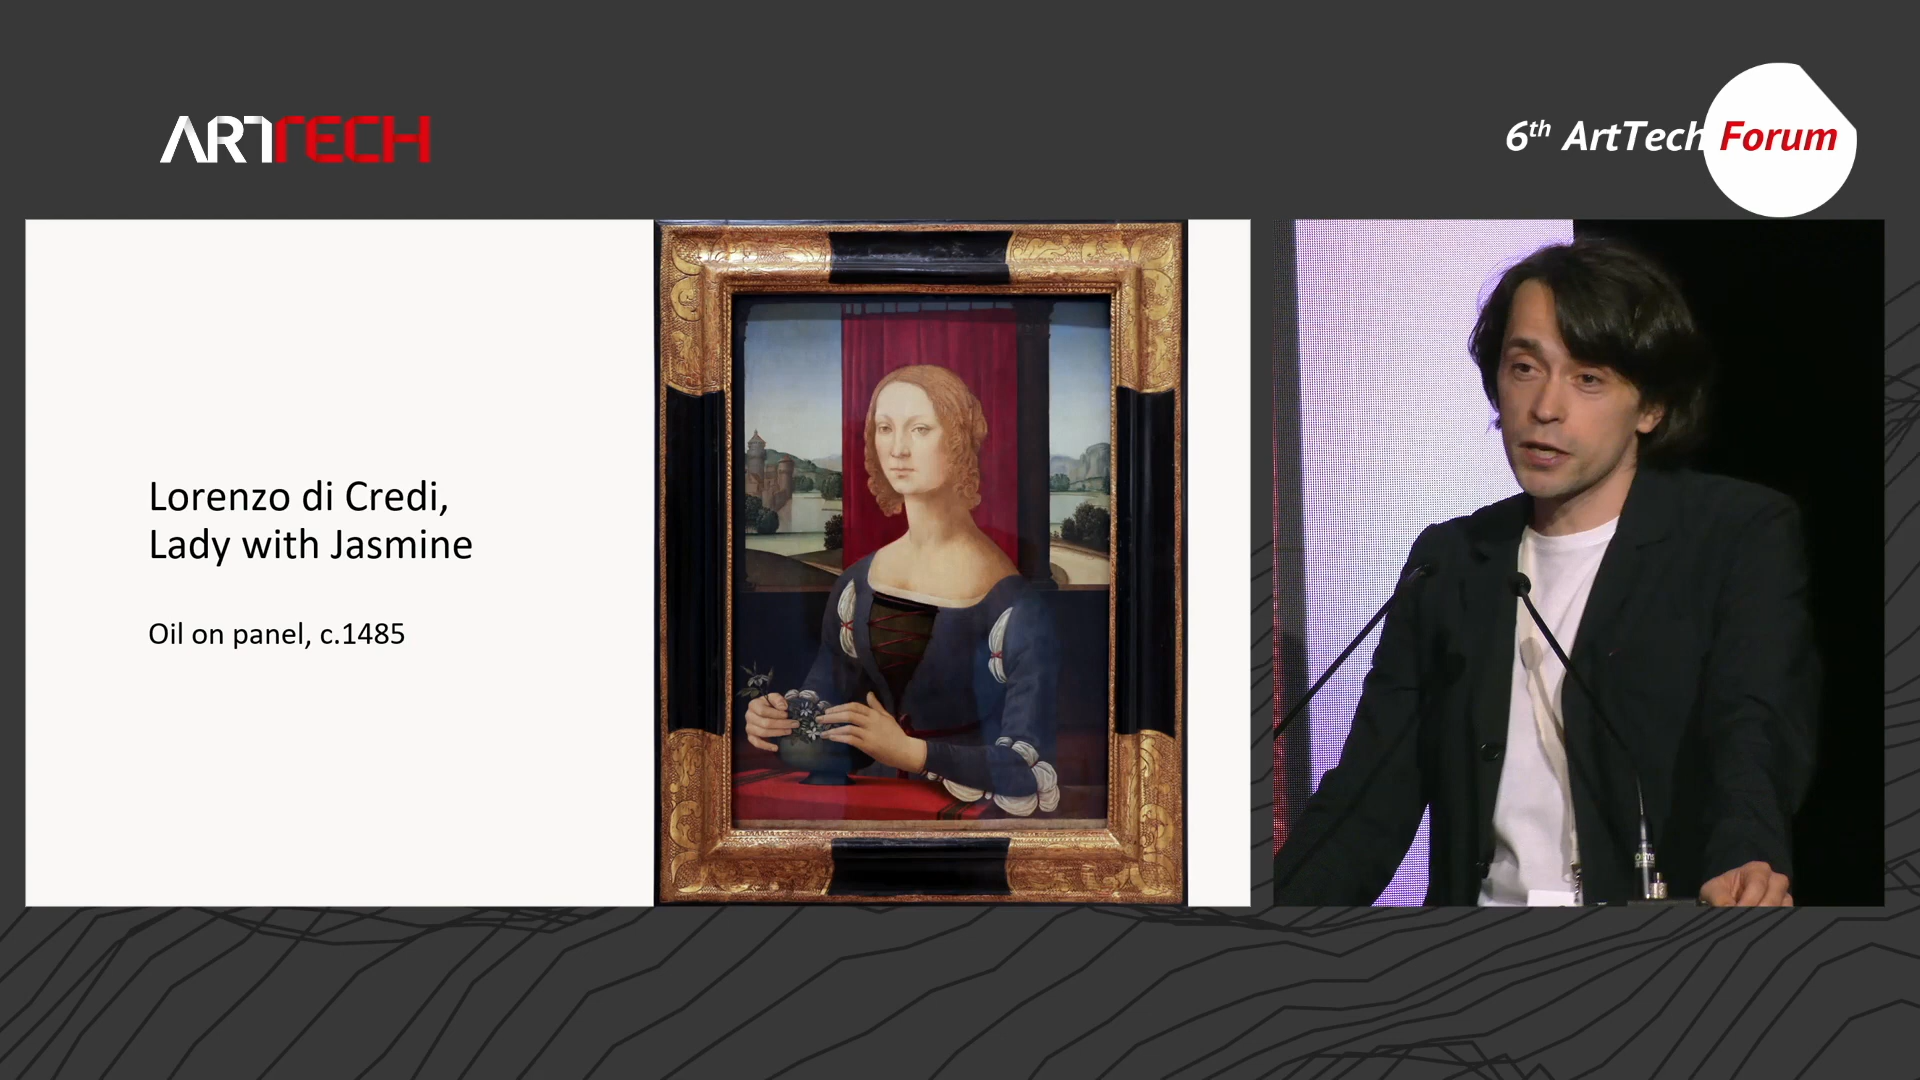 ARTTECH
6th ArtTech Forum
Lorenzo di Credi,
Lady with Jasmine
Oil on panel, c.1485